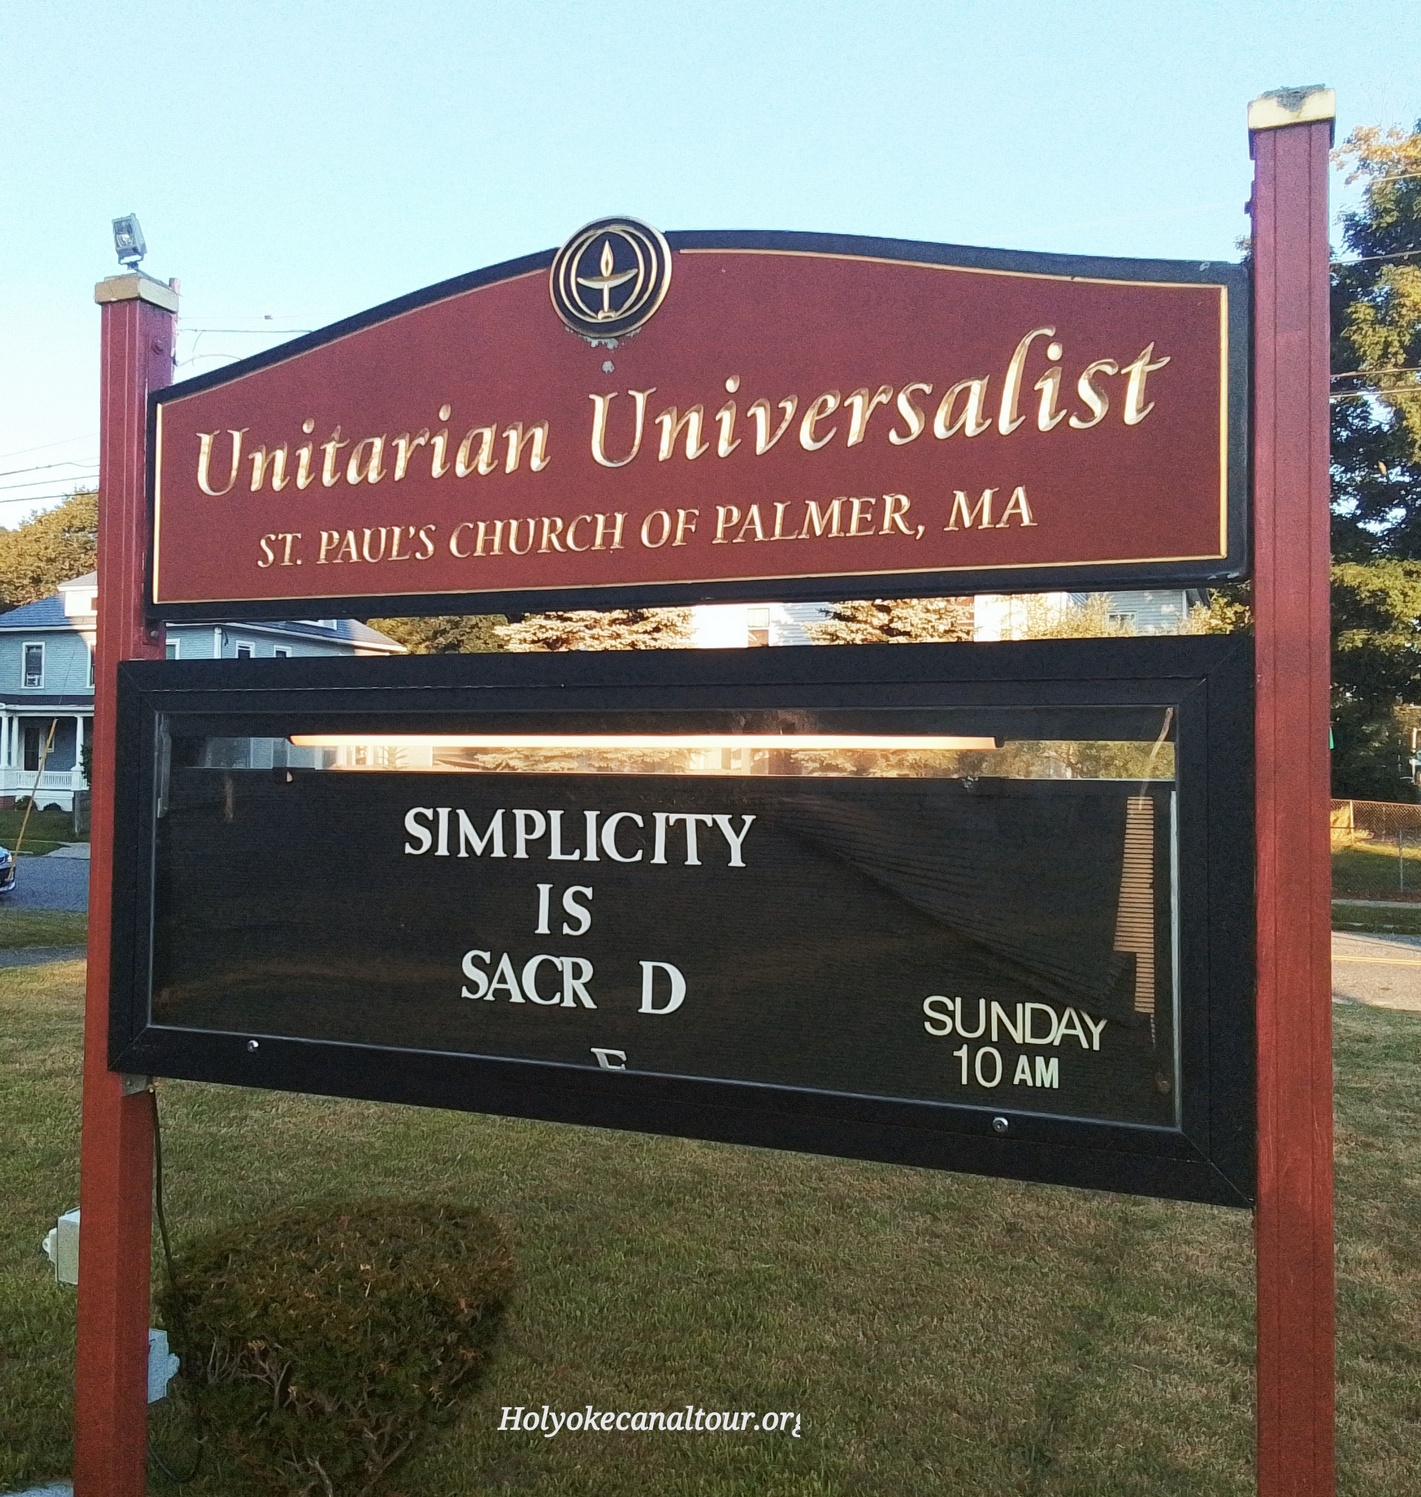 Unitarian Universalist
ST. PAUL'S CHURCH OF PALMER, MA
SIMPLICITY
IS
SACR D
E
SUNDAY
10 AM
Holyokecanaltour.org